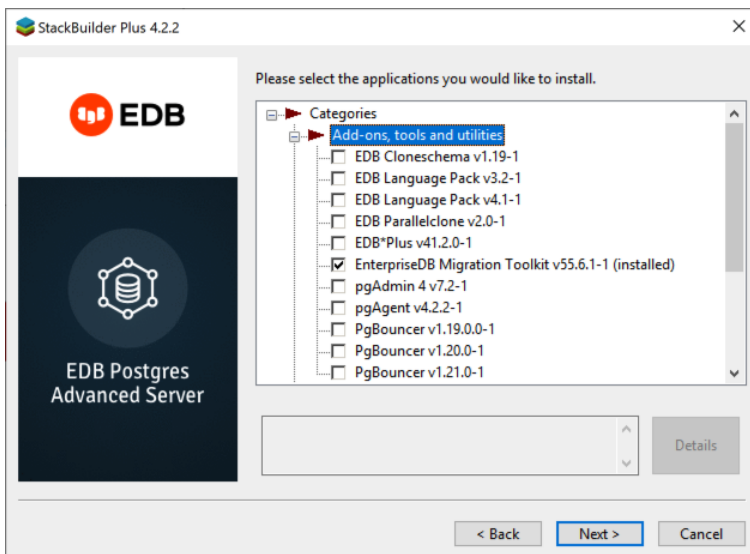 StackBuilder Plus 4.2.2
EDB
EDB Postgres
Advanced Server
Please select the applications you would like to install.
Categories
Add-ons, tools and utilities
EDB Cloneschema v1.19-1
EDB Language Pack v3.2-1
EDB Language Pack v4.1-1
EDB Parallelclone v2.0-1
EDB*Plus v41.2.0-1
EnterpriseDB Migration Toolkit v55.6.1-1 (installed)
pgAdmin 4 v7.2-1
pgAgent v4.2.2-1
PgBouncer v1.19.0.0-1
PgBouncer v1.20.0-1
PgBouncer v1.21.0-1
Details
< Back
Next >
Cancel